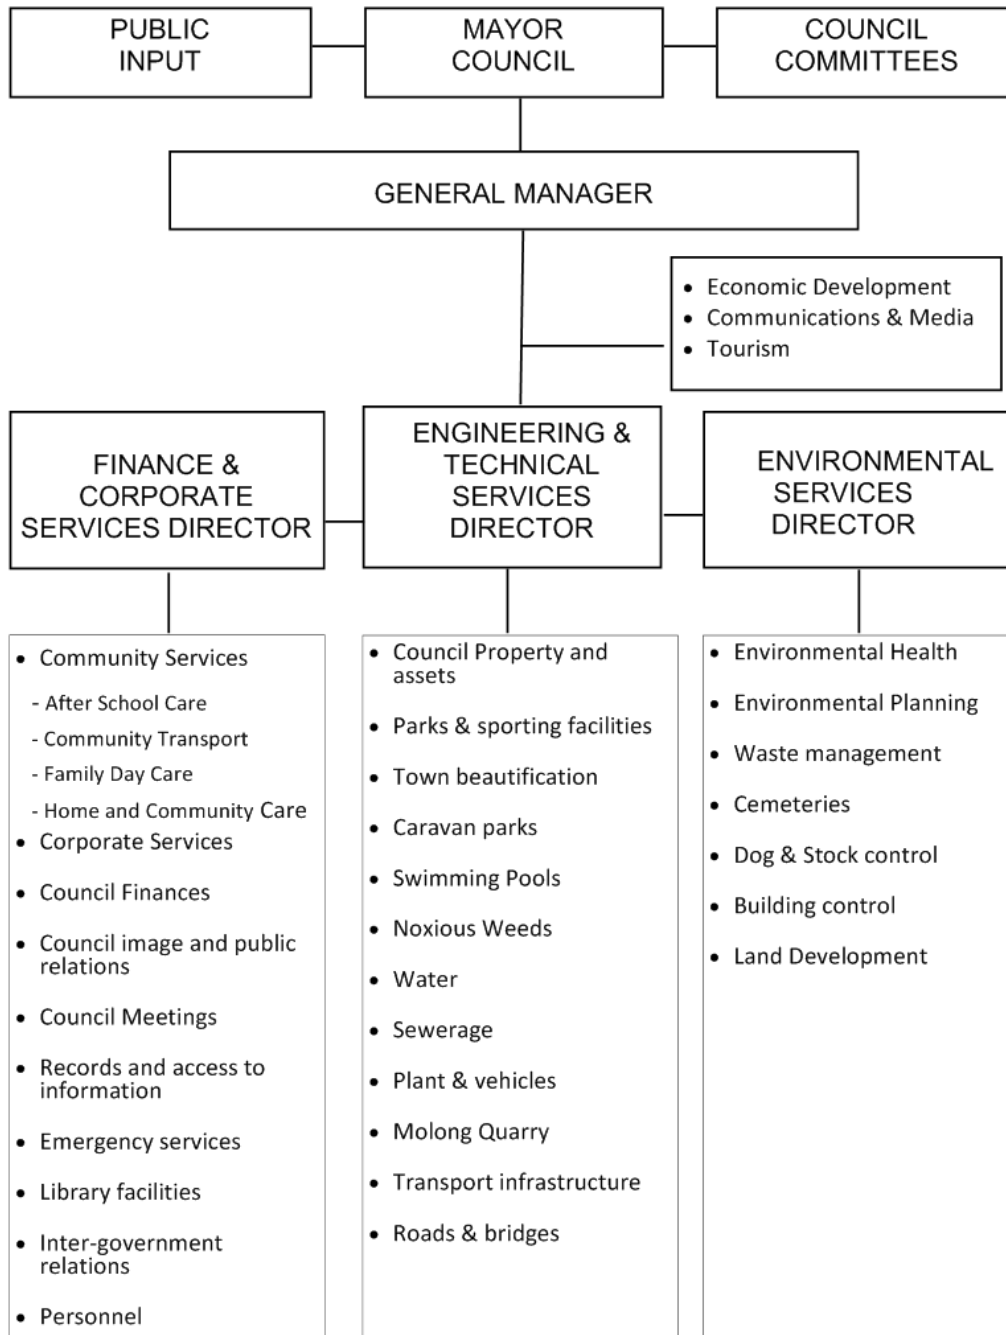 PUBLIC
INPUT
MAYOR
COUNCIL
COUNCIL
COMMITTEES
GENERAL MANAGER
• Economic Development
• Communications & Media
• Tourism
FINANCE &
CORPORATE
SERVICES DIRECTOR
ENGINEERING &
TECHNICAL
SERVICES
DIRECTOR
ENVIRONMENTAL
SERVICES
DIRECTOR
• Community Services
- After School Care
- Community Transport
- Family Day Care
- Home and Community Care
• Corporate Services
• Council Finances
• Council image and public
relations
• Council Meetings
• Records and access to
information
• Emergency services
• Library facilities
• Inter-government
relations
• Personnel
• Council Property and
assets
• Parks & sporting facilities
• Town beautification
• Caravan parks
• Swimming Pools
• Noxious Weeds
• Water
• Sewerage
• Plant & vehicles
• Molong Quarry
• Transport infrastructure
• Roads & bridges
• Environmental Health
• Environmental Planning
• Waste management
• Cemeteries
• Dog & Stock control
• Building control
• Land Development